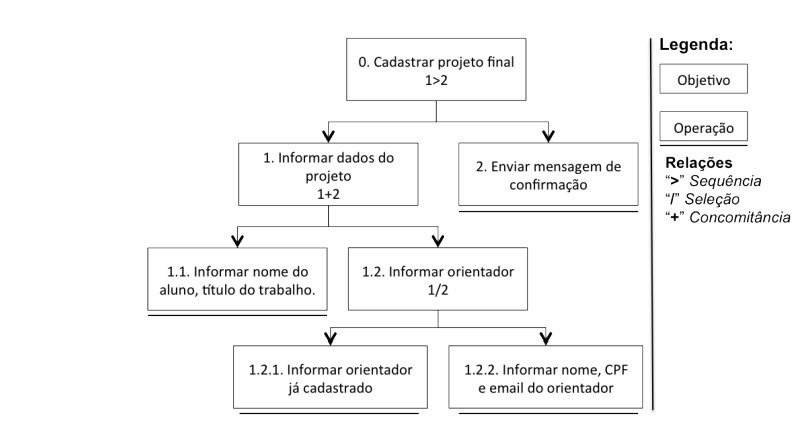 0. Cadastrar projeto final
1>2
1. Informar dados do
projeto
1+2
2. Enviar mensagem de
confirmação
1.1. Informar nome do
aluno, título do trabalho.
1.2. Informar orientador
1/2
1.2.1. Informar orientador
já cadastrado
1.2.2. Informar nome, CPF
e email do orientador
Legenda:
Objetivo
Operação
Relações
“>” Sequência
“/” Seleção
“+” Concomitância